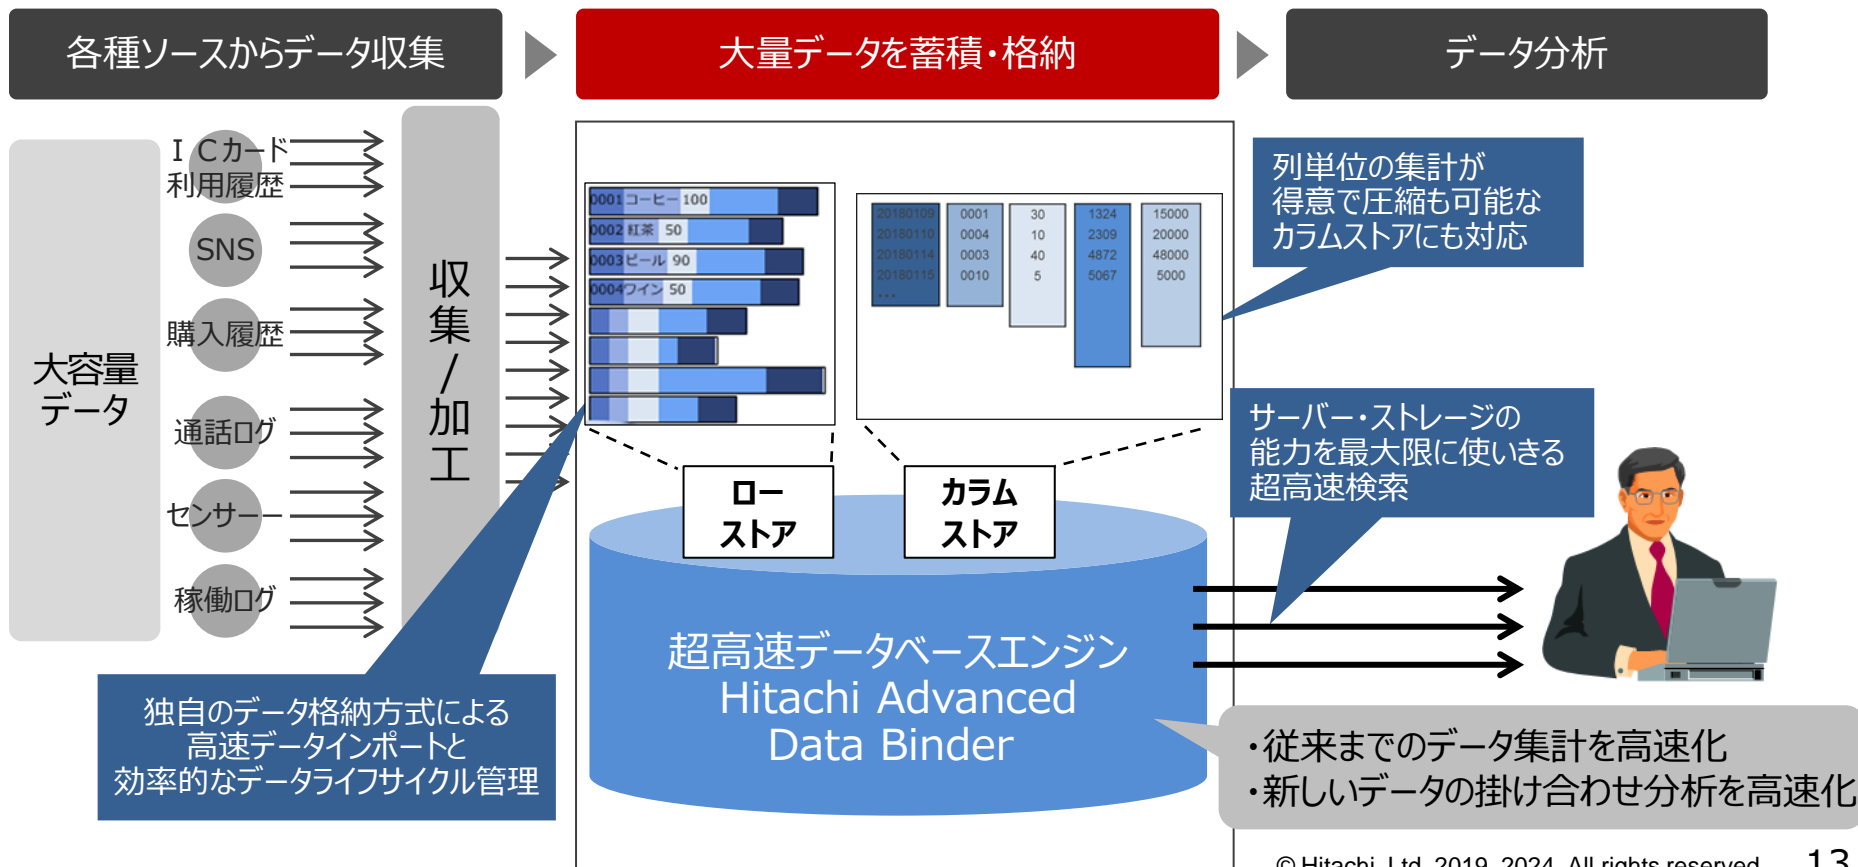 各種ソースからデータ収集
大量データを蓄積・格納
データ分析
大容量
データ
ＩＣカード
利用履歴
SNS
購入履歴
通話ログ
センサー
稼働ログ
収集/加工
0001 コーヒー 100
0002 紅茶 50
0003 ビール 90
0004 ワイン 50
20180109 0001 30 1324 15000
20180110 0004 10 2309 20000
20180114 0003 40 4872 48000
20180115 0010 5 5067 5000
...
列単位の集計が
得意で圧縮も可能な
カラムストアにも対応
サーバー・ストレージの
能力を最大限に使いきる
超高速検索
ロー
ストア
カラム
ストア
超高速データベースエンジン
Hitachi Advanced
Data Binder
独自のデータ格納方式による
高速データインポートと
効率的なデータライフサイクル管理
・従来までのデータ集計を高速化
・新しいデータの掛け合わせ分析を高速化
© Hitachi, Ltd. 2019, 2024. All rights reserved.
13